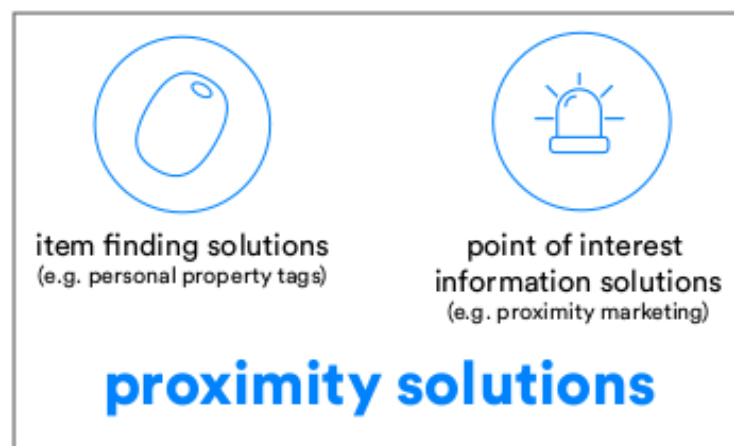 item finding solutions
(e.g. personal property tags)
point of interest
information solutions
(e.g. proximity marketing)
proximity solutions